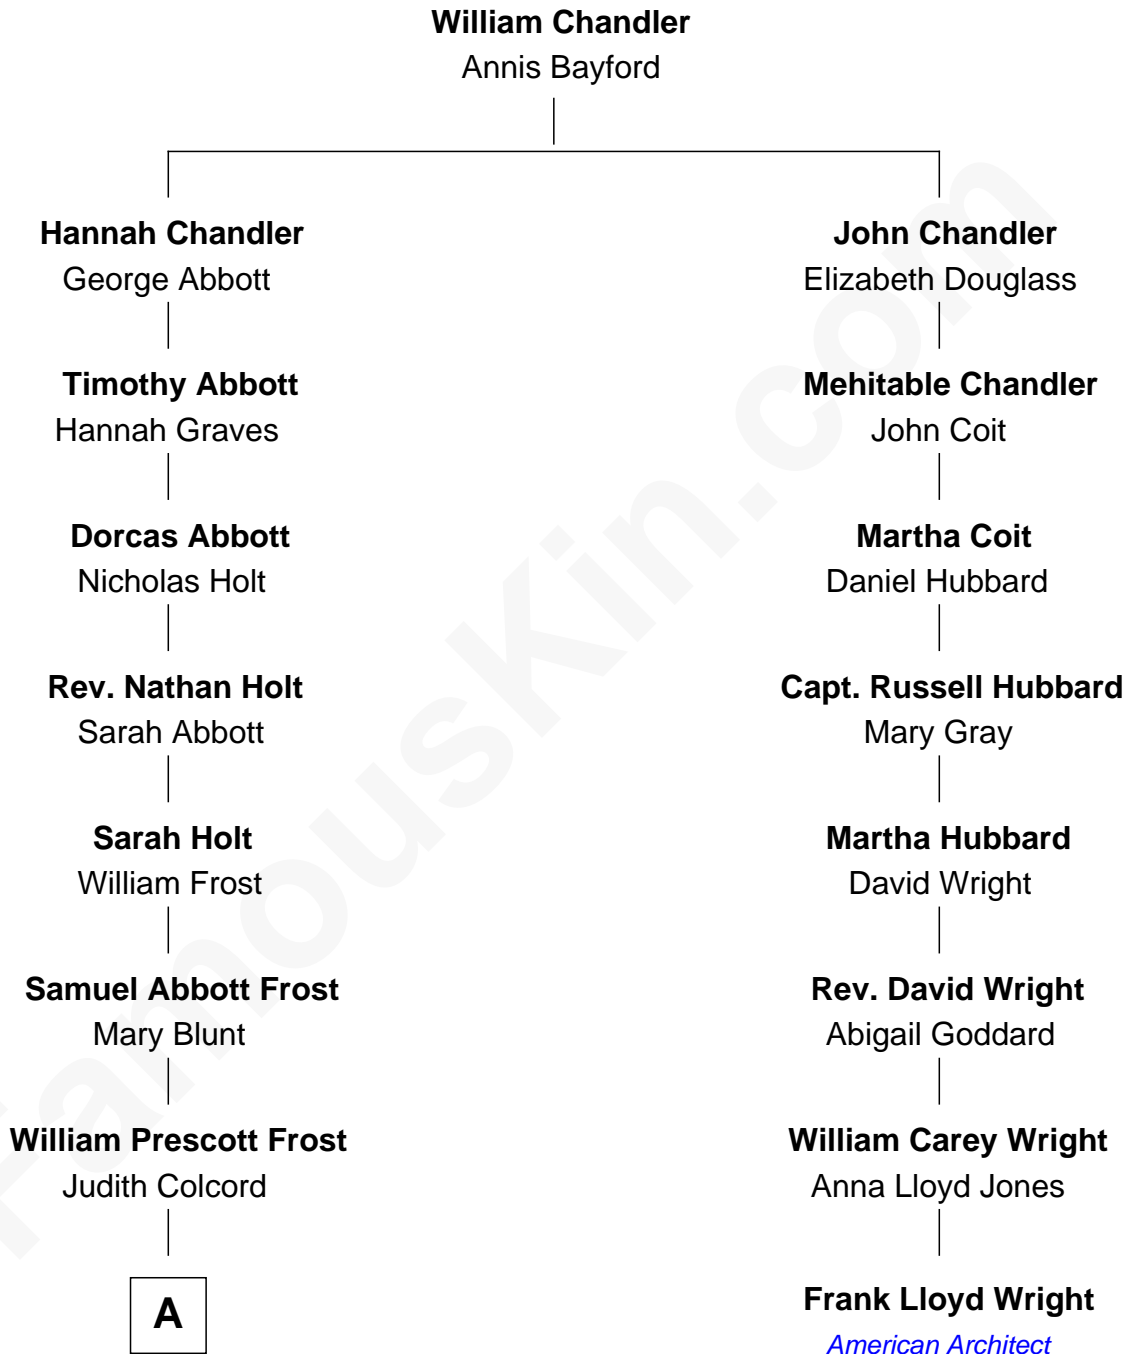 William Chandler
Annis Bayford
Hannah Chandler
George Abbott
Timothy Abbott
Hannah Graves
Dorcas Abbott
Nicholas Holt
Rev. Nathan Holt
Sarah Abbott
Sarah Holt
William Frost
Samuel Abbott Frost
Mary Blunt
William Prescott Frost
Judith Colcord
A
John Chandler
Elizabeth Douglass
Mehitable Chandler
John Coit
Martha Coit
Daniel Hubbard
Capt. Russell Hubbard
Mary Gray
Martha Hubbard
David Wright
Rev. David Wright
Abigail Goddard
William Carey Wright
Anna Lloyd Jones
Frank Lloyd Wright
American Architect
FamousKin.com